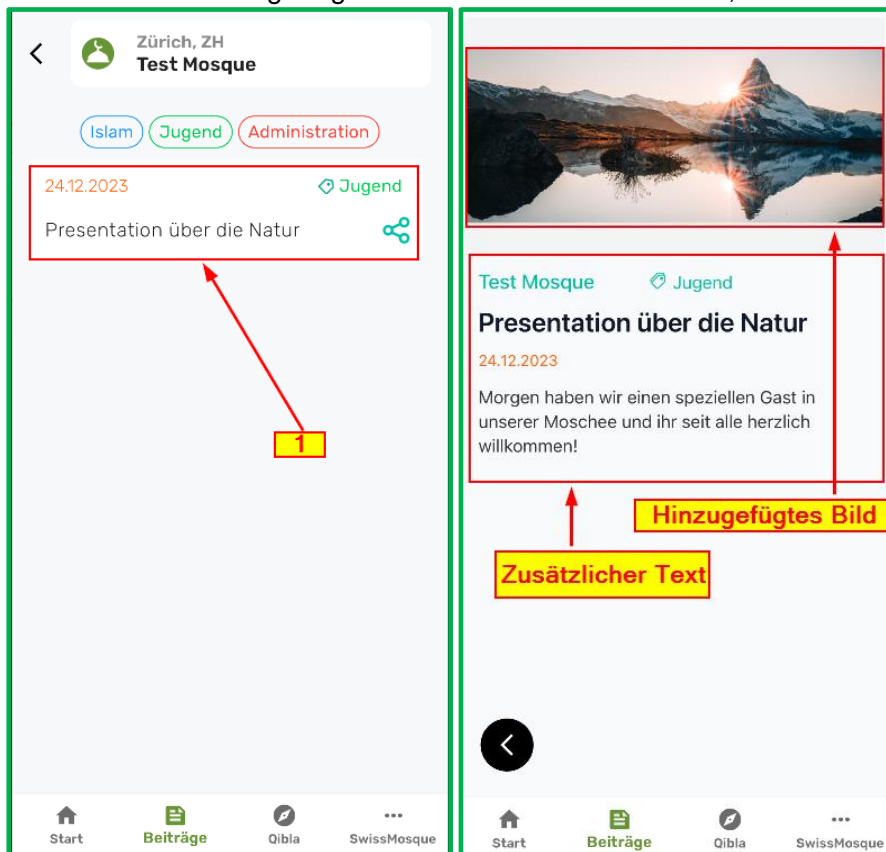 Zürich, ZH
Test Mosque
Islam
Jugend
Administration
24.12.2023
Jugend
Presentation über die Natur
1
Start
Beiträge
Qibla
SwissMosque
Test Mosque
Jugend
Presentation über die Natur
24.12.2023
Morgen haben wir einen speziellen Gast in
unserer Moschee und ihr seit alle herzlich
willkommen!
Hinzugefügtes Bild
Zusätzlicher Text
Start
Beiträge
Qibla
SwissMosque